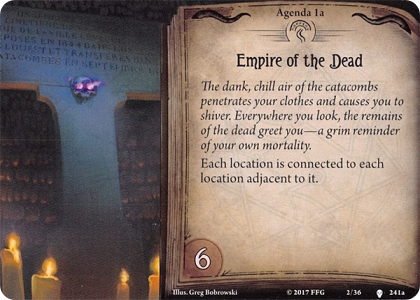 Agenda 1a
Empire of the Dead
The dank, chill air of the catacombs
penetrates your clothes and causes you to
shiver. Everywhere you look, the remains
of the dead greet you—a grim reminder
of your own mortality.
Each location is connected to each
location adjacent to it.
6
Illus. Greg Bobrowski
© 2017 FFG
2/36
241a